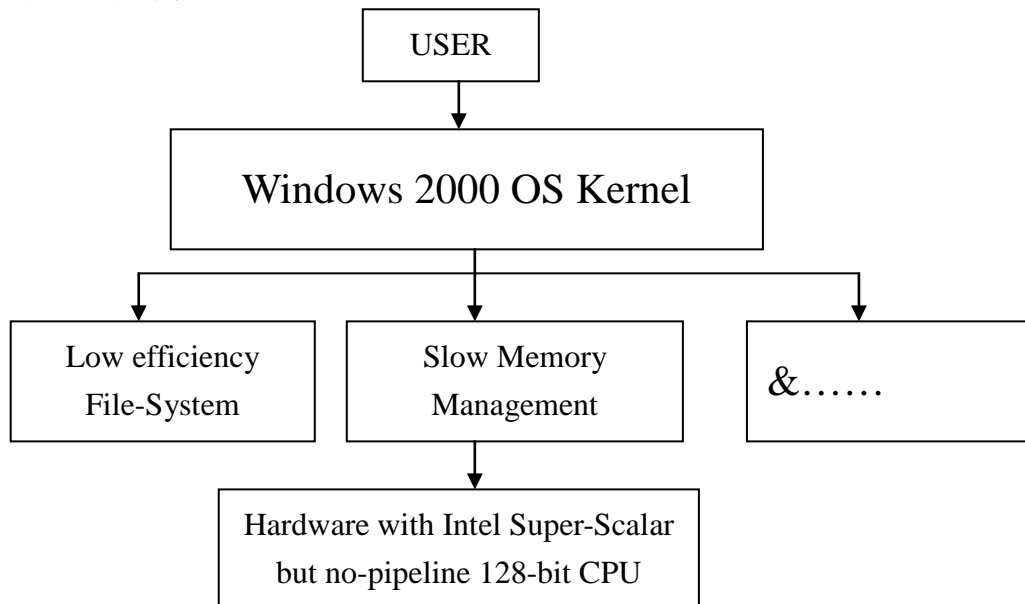 USER
Windows 2000 OS Kernel
Low efficiency
File-System
Slow Memory
Management
&……
Hardware with Intel Super-Scalar
but no-pipeline 128-bit CPU